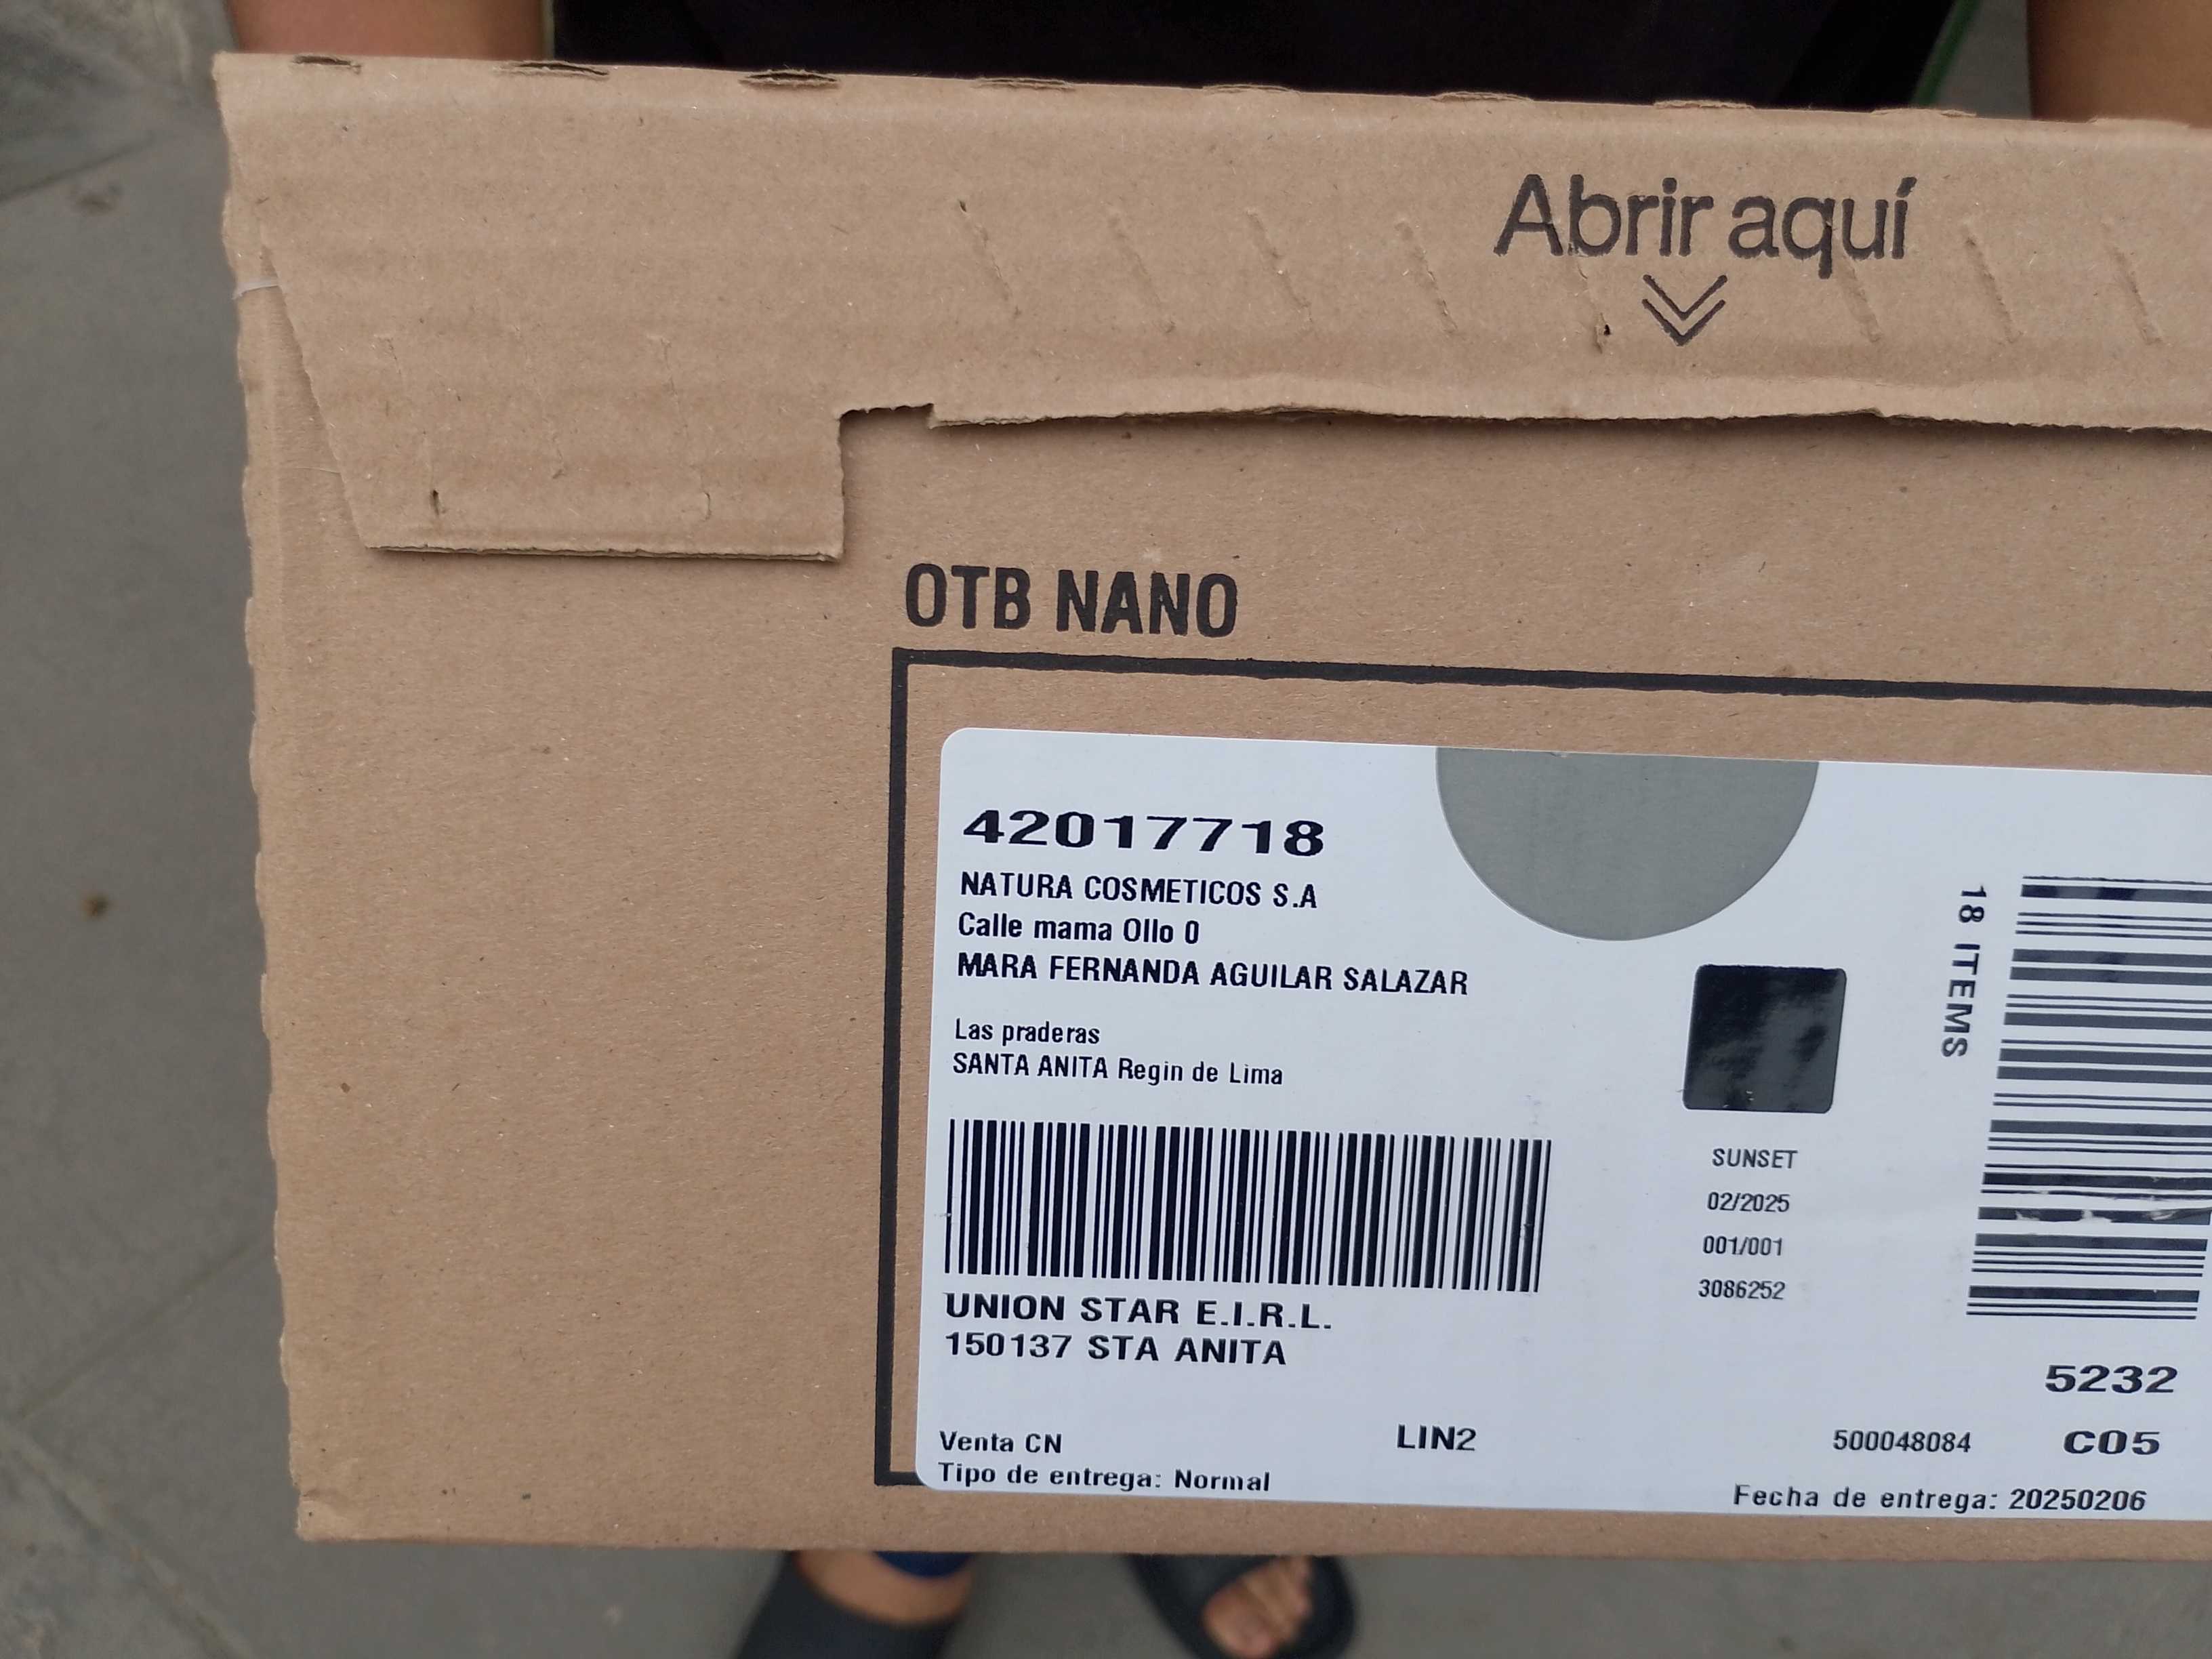 Abrir aquí
OTB NANO
42017718
NATURA COSMETICOS S.A
Calle mama Ollo 0
MARA FERNANDA AGUILAR SALAZAR
Las praderas
SANTA ANITA Regin de Lima
18 ITEMS
SUNSET
02/2025
001/001
3086252
UNION STAR E.I.R.L.
150137 STA ANITA
5232
Venta CN
LIN2
500048084
C05
Tipo de entrega: Normal
Fecha de entrega: 20250206